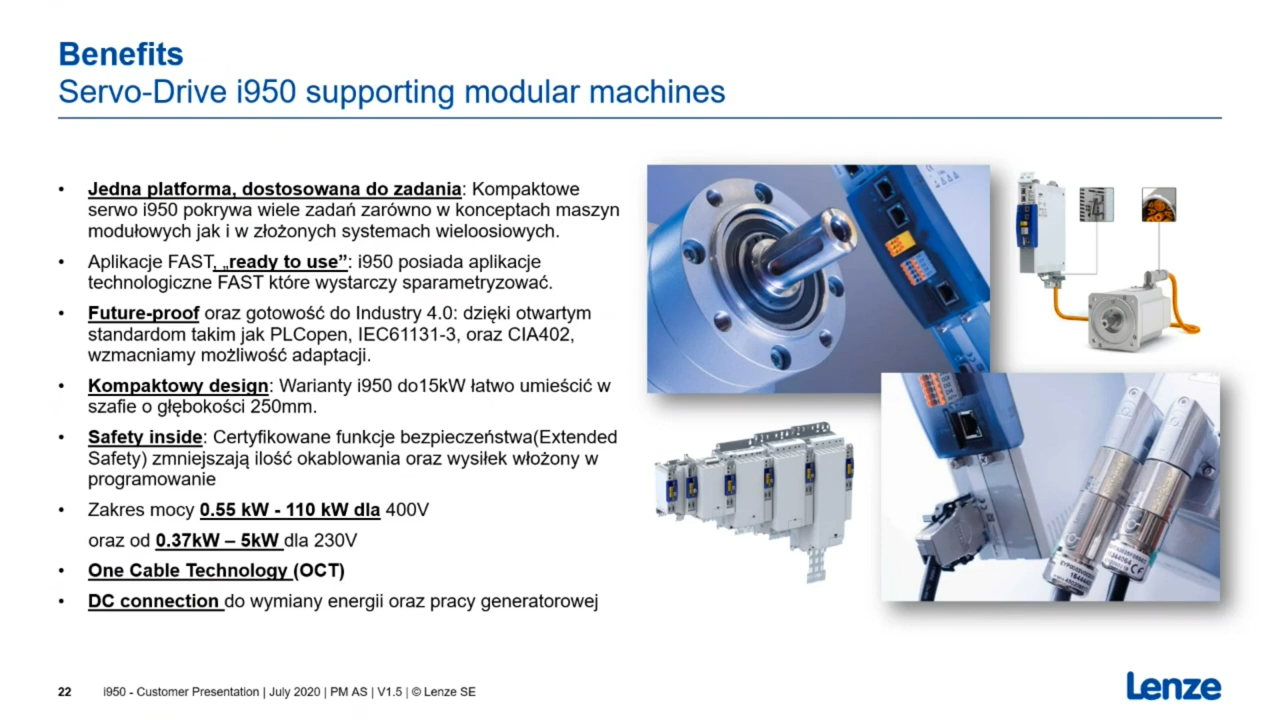 Benefits
Servo-Drive i950 supporting modular machines
• Jedna platforma, dostosowana do zadania: Kompaktowe
serwo i950 pokrywa wiele zadań zarówno w konceptach maszyn
modułowych jak i w złożonych systemach wieloosiowych.
• Aplikacje FAST, „ready to use”: i950 posiada aplikacje
technologiczne FAST które wystarczy sparametryzować.
• Future-proof oraz gotowość do Industry 4.0: dzięki otwartym
standardom takim jak PLCopen, IEC61131-3, oraz CIA402,
wzmacniamy możliwość adaptacji.
• Kompaktowy design: Warianty i950 do15kW łatwo umieścić w
szafie o głębokości 250mm.
• Safety inside: Certyfikowane funkcje bezpieczeństwa(Extended
Safety) zmniejszają ilość okablowania oraz wysiłek włożony w
programowanie
• Zakres mocy 0.55 kW - 110 kW dla 400V
oraz od 0.37kW – 5kW dla 230V
• One Cable Technology (OCT)
• DC connection do wymiany energii oraz pracy generatorowej
22 i950 - Customer Presentation | July 2020 | PM AS | V1.5 | © Lenze SE
Lenze